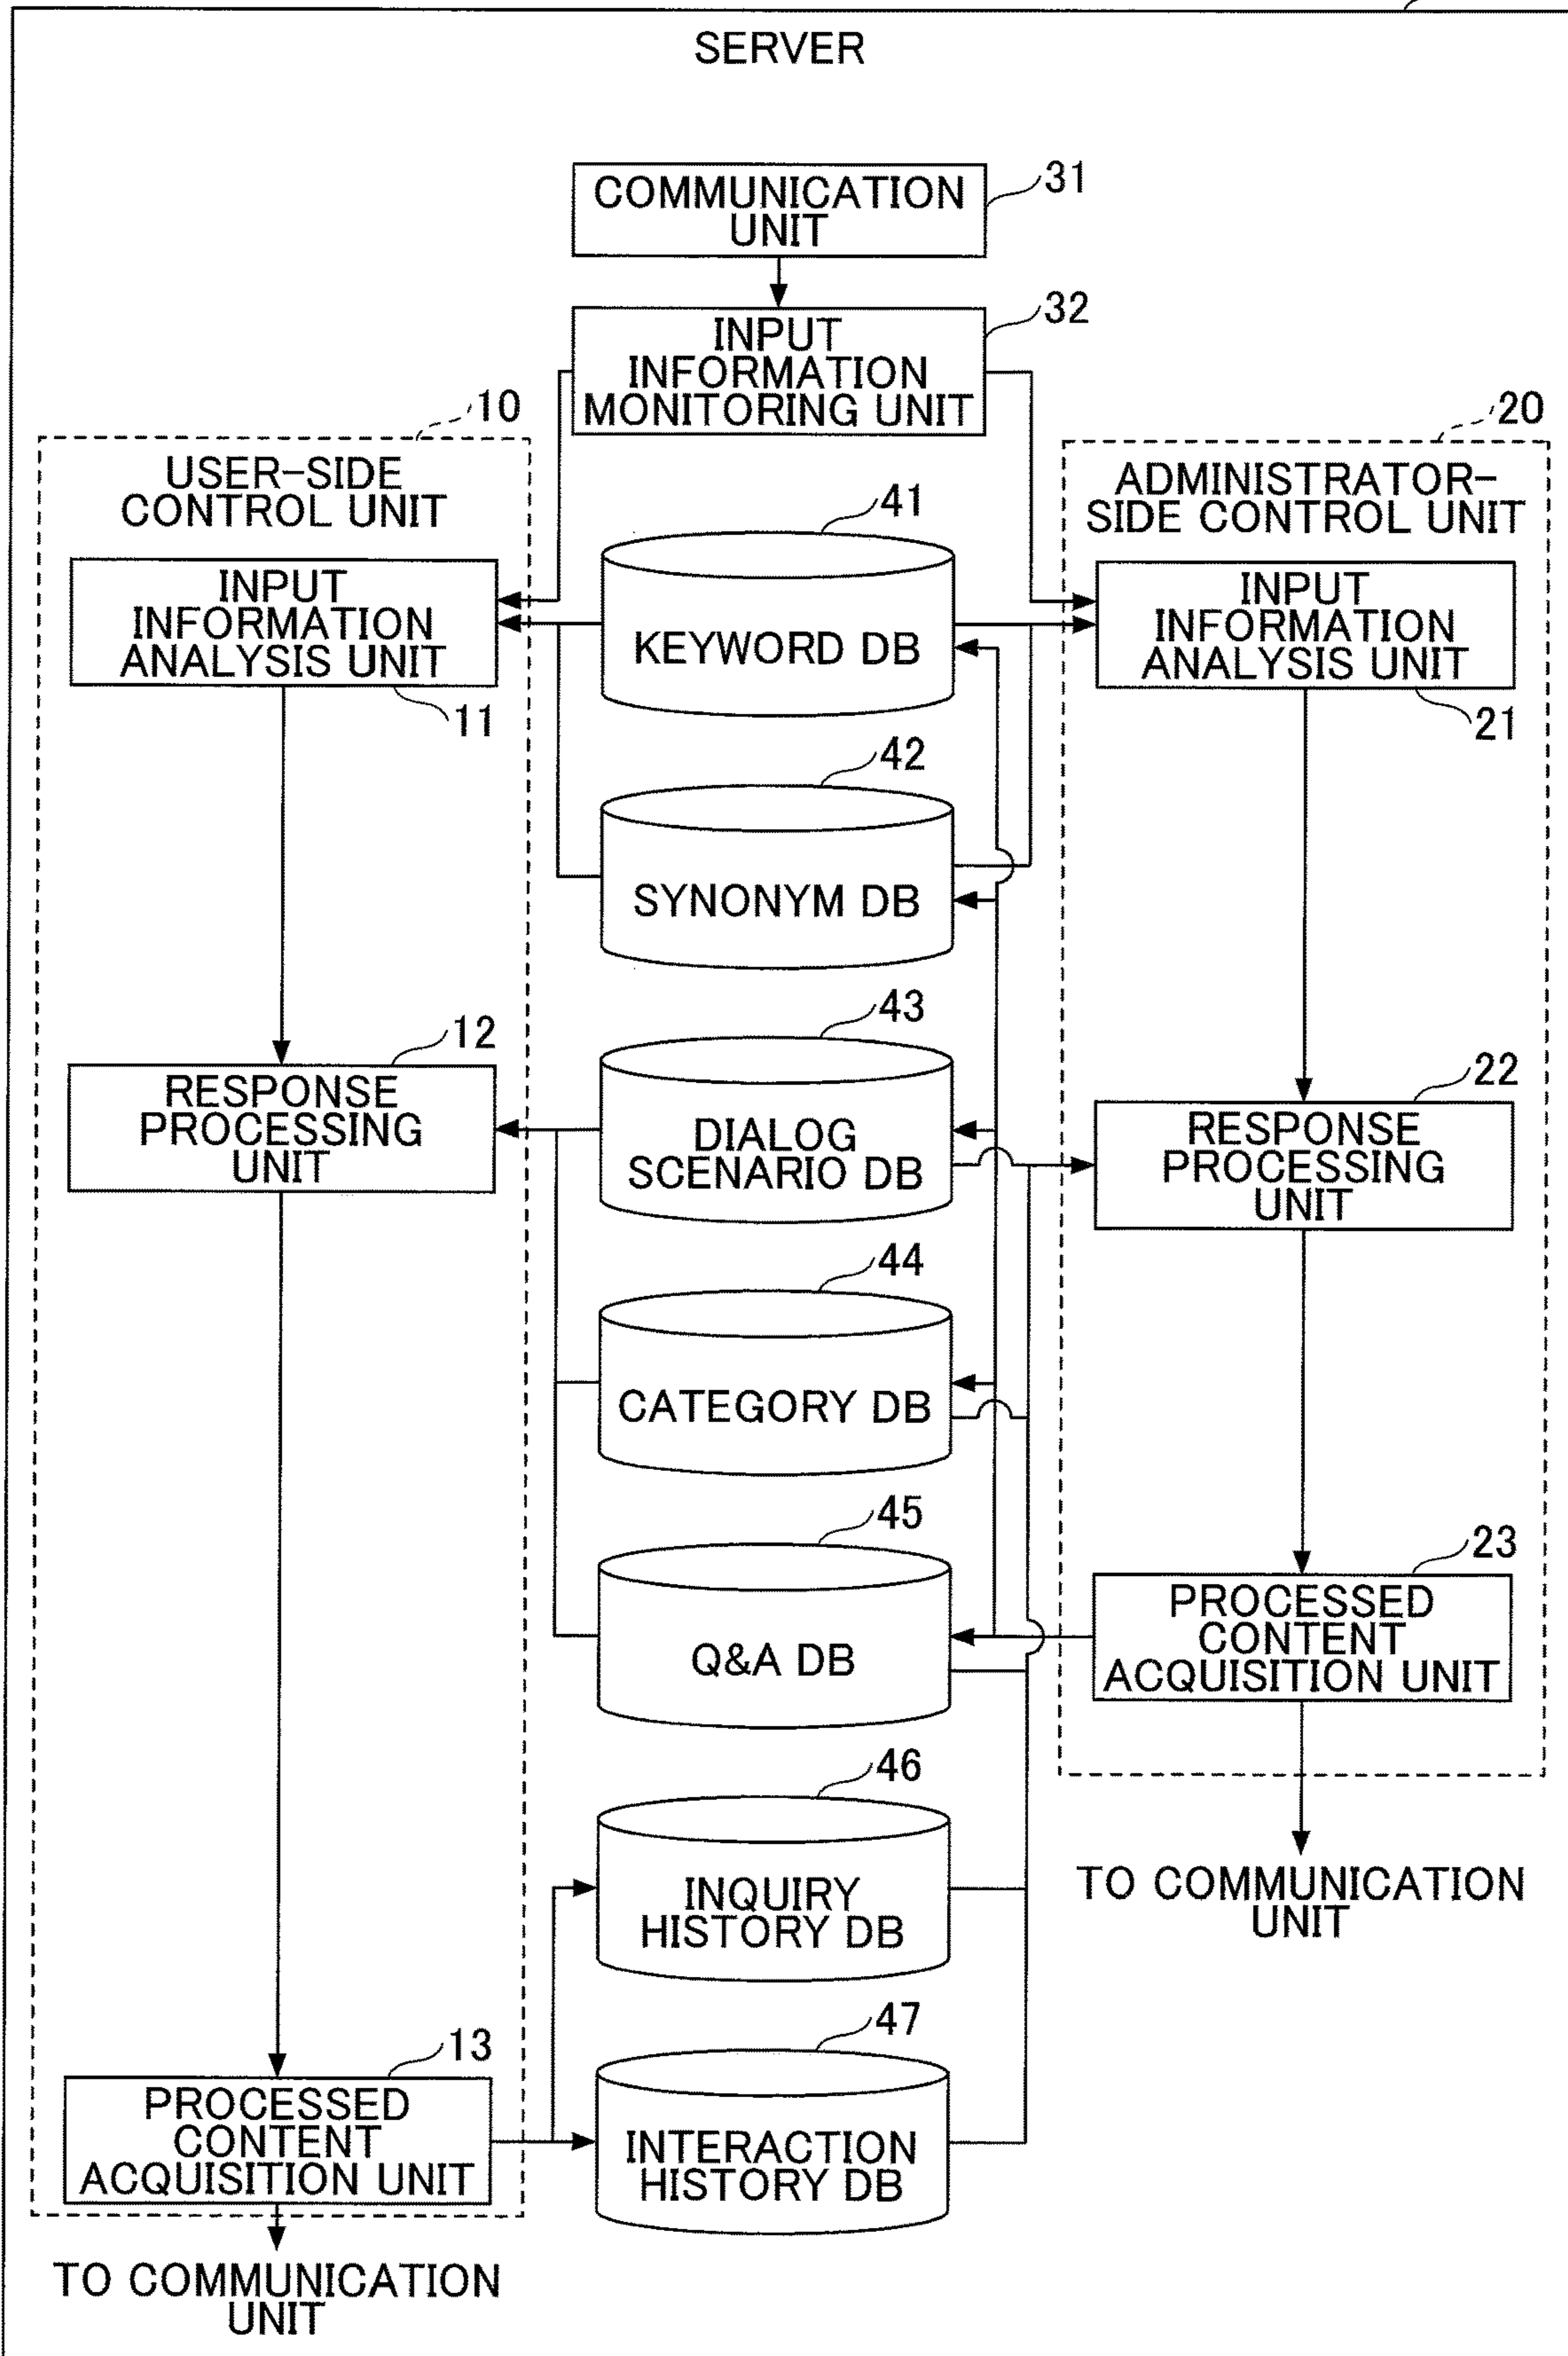 SERVER
COMMUNICATION
UNIT
31
INPUT
INFORMATION
MONITORING UNIT
32
10
USER-SIDE
CONTROL UNIT
20
ADMINISTRATOR-
SIDE CONTROL UNIT
INPUT
INFORMATION
ANALYSIS UNIT
11
41
KEYWORD DB
INPUT
INFORMATION
ANALYSIS UNIT
21
42
SYNONYM DB
12
RESPONSE
PROCESSING
UNIT
43
DIALOG
SCENARIO DB
22
RESPONSE
PROCESSING
UNIT
44
CATEGORY DB
45
Q&A DB
23
PROCESSED
CONTENT
ACQUISITION UNIT
46
INQUIRY
HISTORY DB
TO COMMUNICATION
UNIT
13
PROCESSED
CONTENT
ACQUISITION UNIT
47
INTERACTION
HISTORY DB
TO COMMUNICATION
UNIT